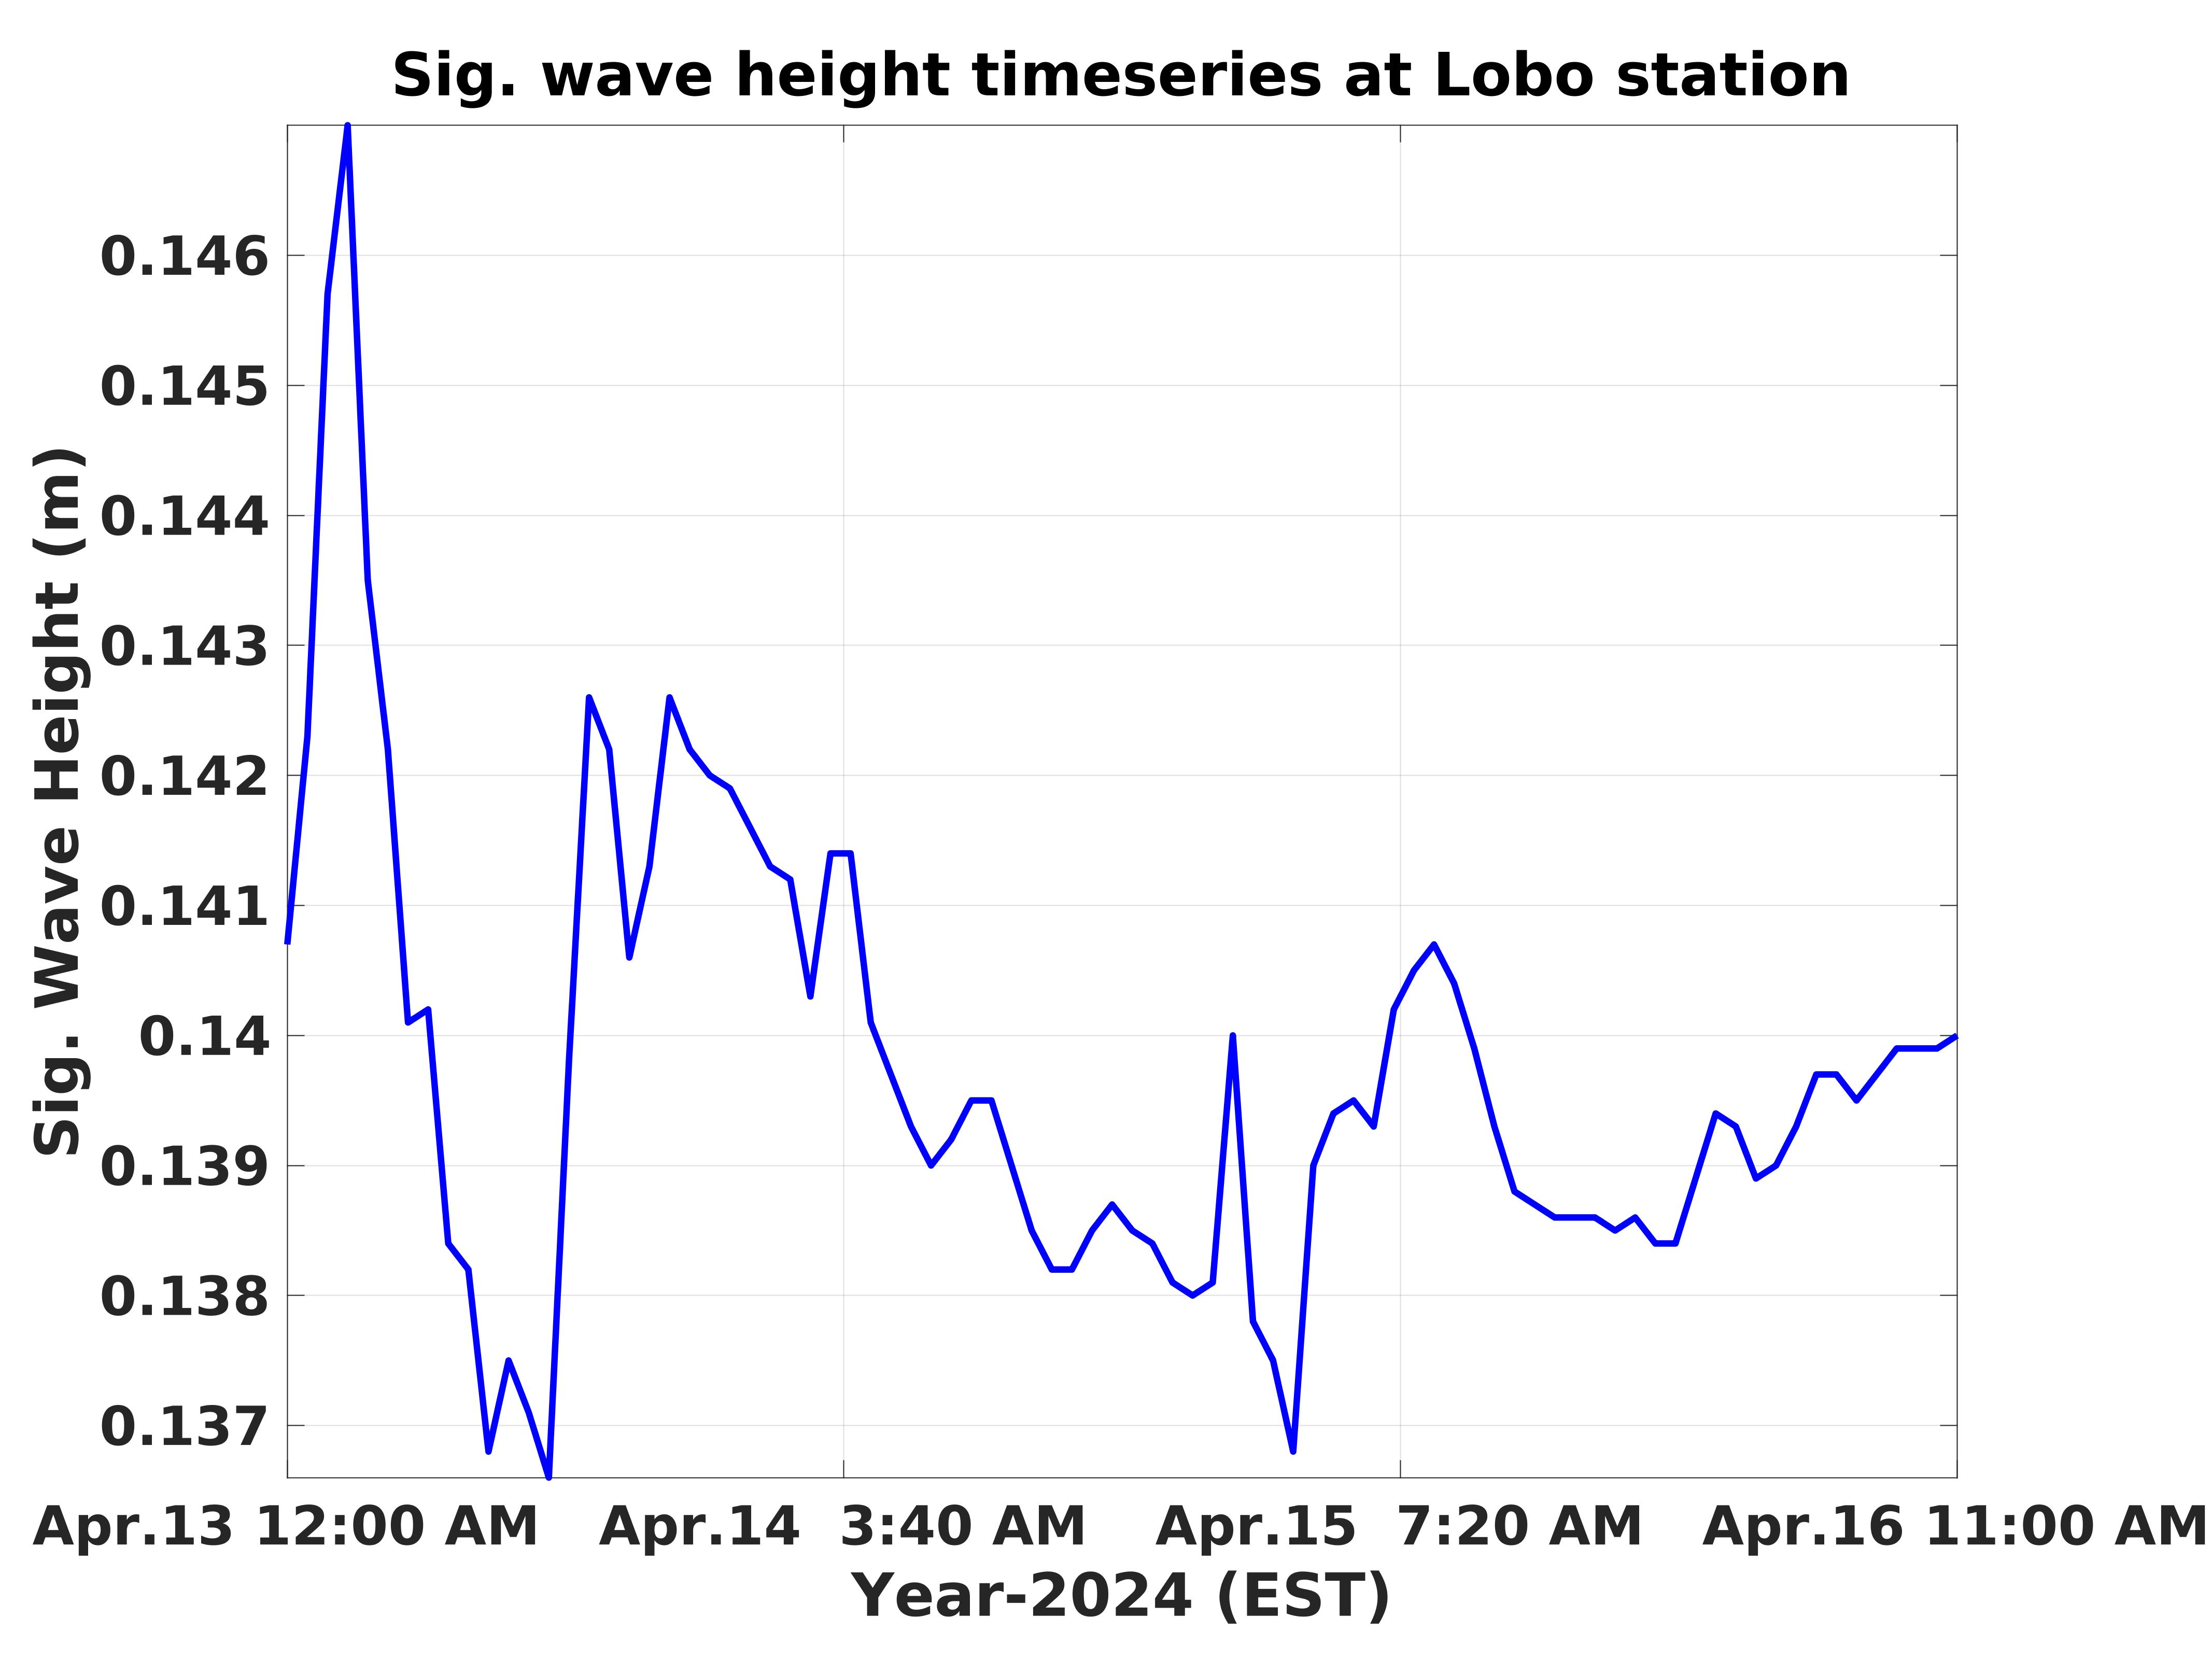 Sig. wave height timeseries at Lobo station
Sig. Wave Height (m)
0.146
0.145
0.144
0.143
0.142
0.141
0.14
0.139
0.138
0.137
Apr.13 12:00 AM Apr.14 3:40 AM Apr.15 7:20 AM Apr.16 11:00 AM
Year-2024 (EST)